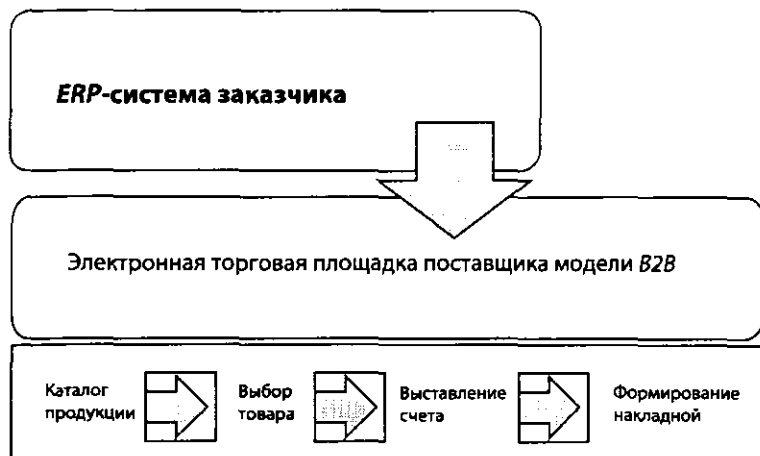 ERP-система заказчика
Электронная торговая площадка поставщика модели B2B
Каталог
продукции
Выбор
товара
Выставление
счета
Формирование
накладной